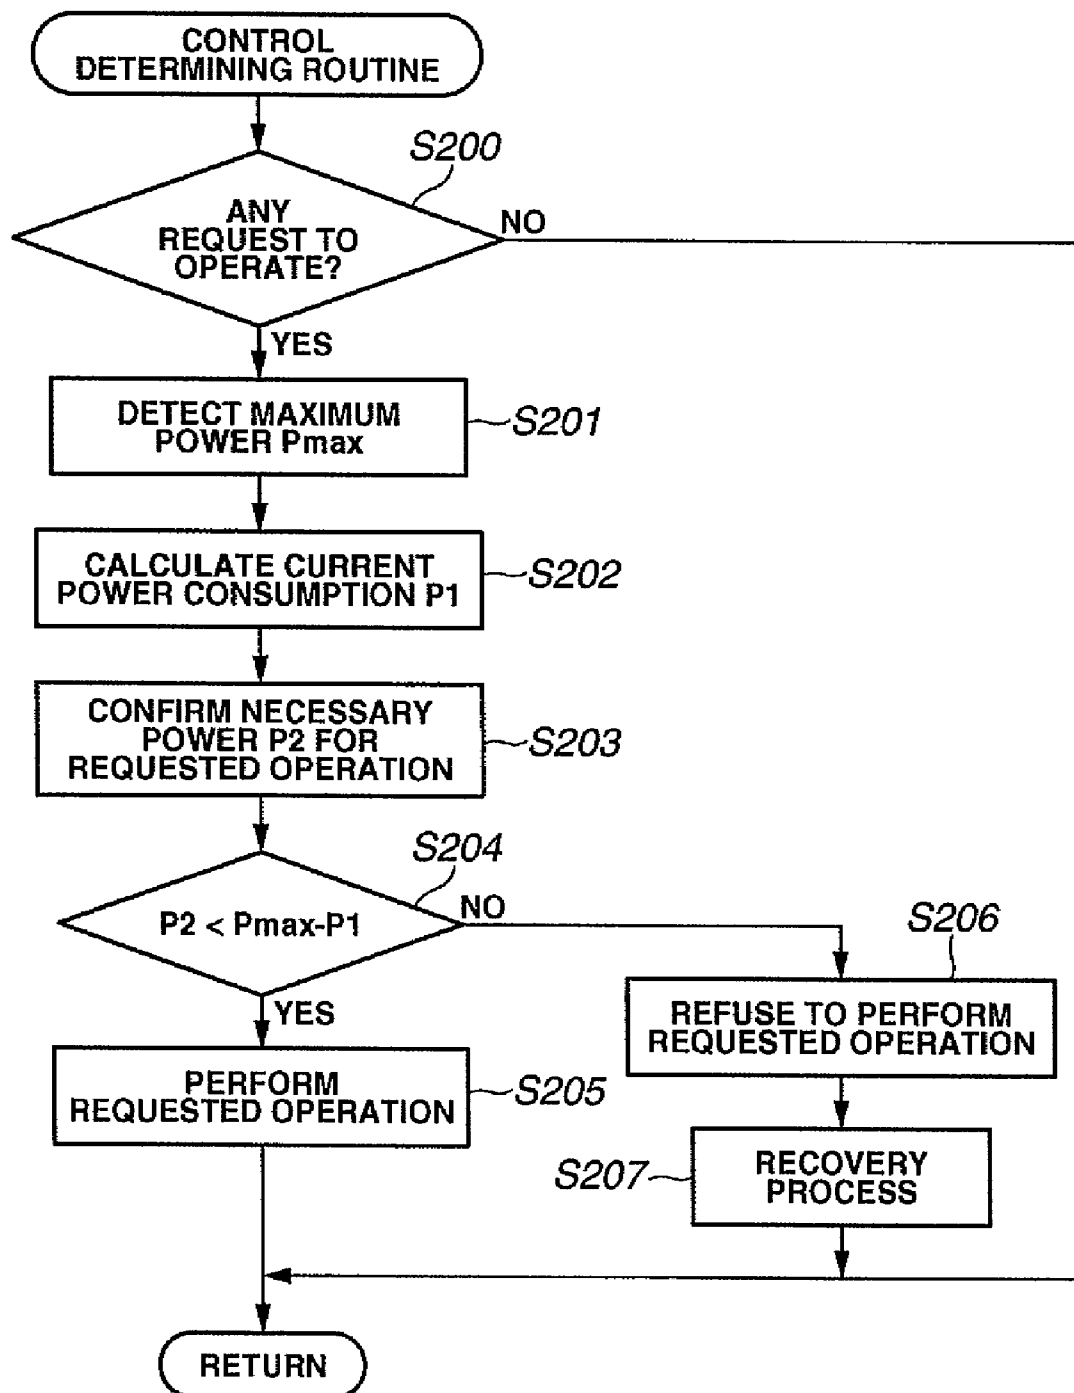 CONTROL
DETERMINING ROUTINE
S200
ANY
REQUEST TO
OPERATE?
NO
YES
DETECT MAXIMUM
POWER Pmax
S201
CALCULATE CURRENT
POWER CONSUMPTION P1
S202
CONFIRM NECESSARY
POWER P2 FOR
REQUESTED OPERATION
S203
S204
P2 < Pmax-P1
NO
YES
S206
REFUSE TO PERFORM
REQUESTED OPERATION
PERFORM
REQUESTED OPERATION
S205
S207
RECOVERY
PROCESS
RETURN